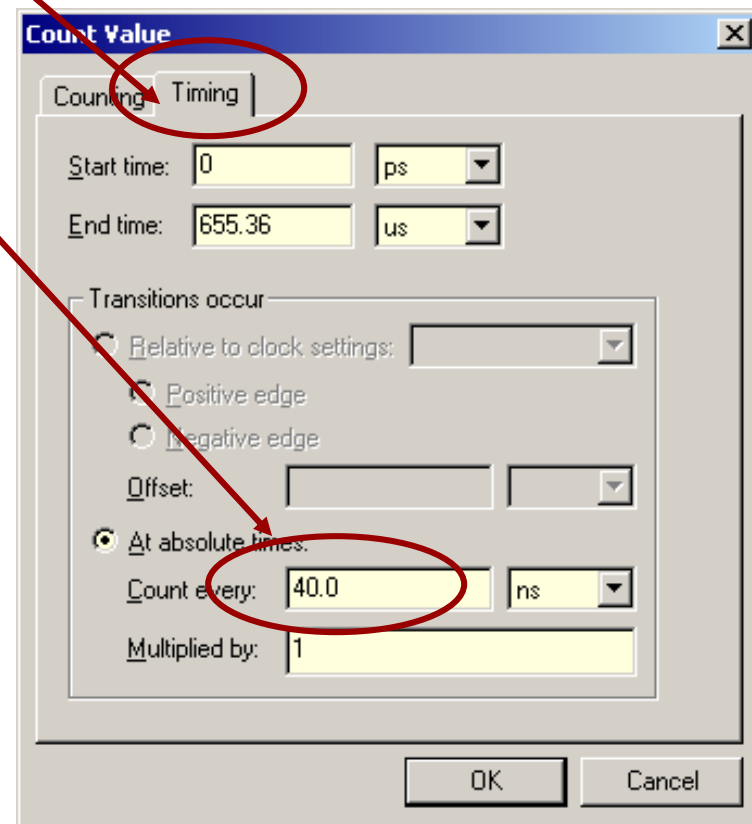 Count Value
Counting Timing
Start time: 0 ps
End time: 655.36 us
Transitions occur
Relative to clock settings:
Positive edge
Negative edge
Offset:
At absolute times:
Count every: 40.0 ns
Multiplied by: 1
OK Cancel